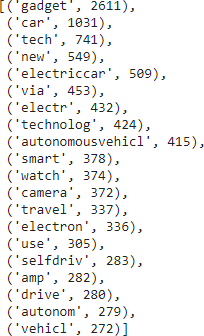 [('gadget', 2611),
('car', 1031),
('tech', 741),
('new', 549),
('electriccar', 509),
('via', 453),
('electr', 432),
('technolog', 424),
('autonomousvehicl', 415),
('smart', 378),
('watch', 374),
('camera', 372),
('travel', 337),
('electron', 336),
('use', 305),
('selfdriv', 283),
('amp', 282),
('drive', 280),
('autonom', 279),
('vehicl', 272)]